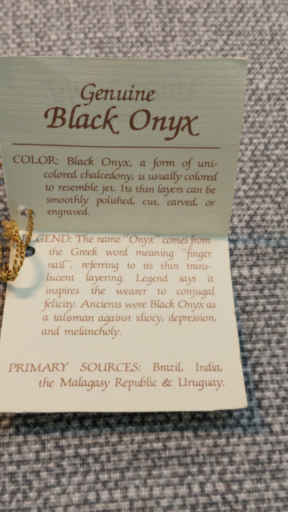 Genuine
Black Onyx
COLOR: Black Onyx, a form of uni-
colored chalcedony, is usually colored
to resemble jet. Its thin layers can be
smoothly polished, cut, carved, or
engraved.
GEND: The name "Onyx" comes from
the Greek word meaning "finger
nail", referring to its thin trans-
lucent layering. Legend says it
inspires the wearer to conjugal
felicity. Ancients wore Black Onyx as
a talisman against idiocy, depression,
and melancholy.
PRIMARY SOURCES: Brazil, India,
the Malagasy Republic & Uruguay.